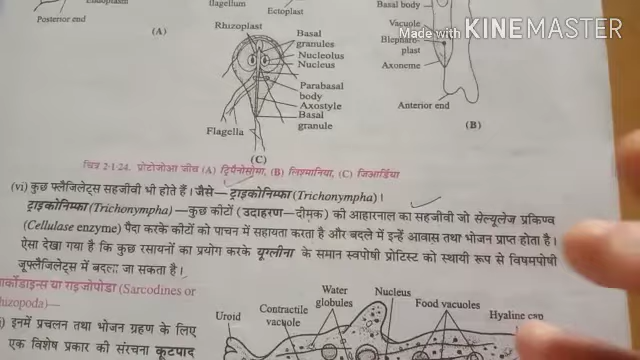 Endoplasm
flagellum
Ectoplast
Posterior end
(A)
Rhizoplast
Basal
granules
Nucleolus
Nucleus
Parabasal
body
Axostyle
Basal
granule
Flagella
(C)
Basal body
Vacuole
Blepharo-
plast
Axoneme
Anterior end
(B)
Made with KINEMASTER
चित्र 2-1-24. प्रोटोजोआ जीव (A) ट्रिपैनोसोमा, (B) लिश्मानिया, (C) जिआर्डिया
(vi) कुछ फ्लैजिलेट्स सहजीवी भी होते हैं। जैसे—ट्राइकोनिम्फा (Trichonympha)।
ट्राइकोनिम्फा (Trichonympha)—कुछ कीटों (उदाहरण—दीमक) की आहारनाल का सहजीवी जो सेल्यूलेज प्रकिण्व
(Cellulase enzyme) पैदा करके कीटों को पाचन में सहायता करता है और बदले में इन्हें आवास तथा भोजन प्राप्त होता है।
ऐसा देखा गया है कि कुछ रसायनों का प्रयोग करके यूग्लीना के समान स्वपोषी प्रोटिस्ट को स्थायी रूप से विषमपोषी
जूफ्लैजिलेट्स में बदला जा सकता है।
(Sarcodines or
hizopoda)—
इनमें प्रचलन तथा भोजन ग्रहण के लिए
एक विशेष प्रकार की संरचना कूटपाद
Uroid
Contractile
vacuole
Water
globules
Nucleus
Food vacuoles
Hyaline cap